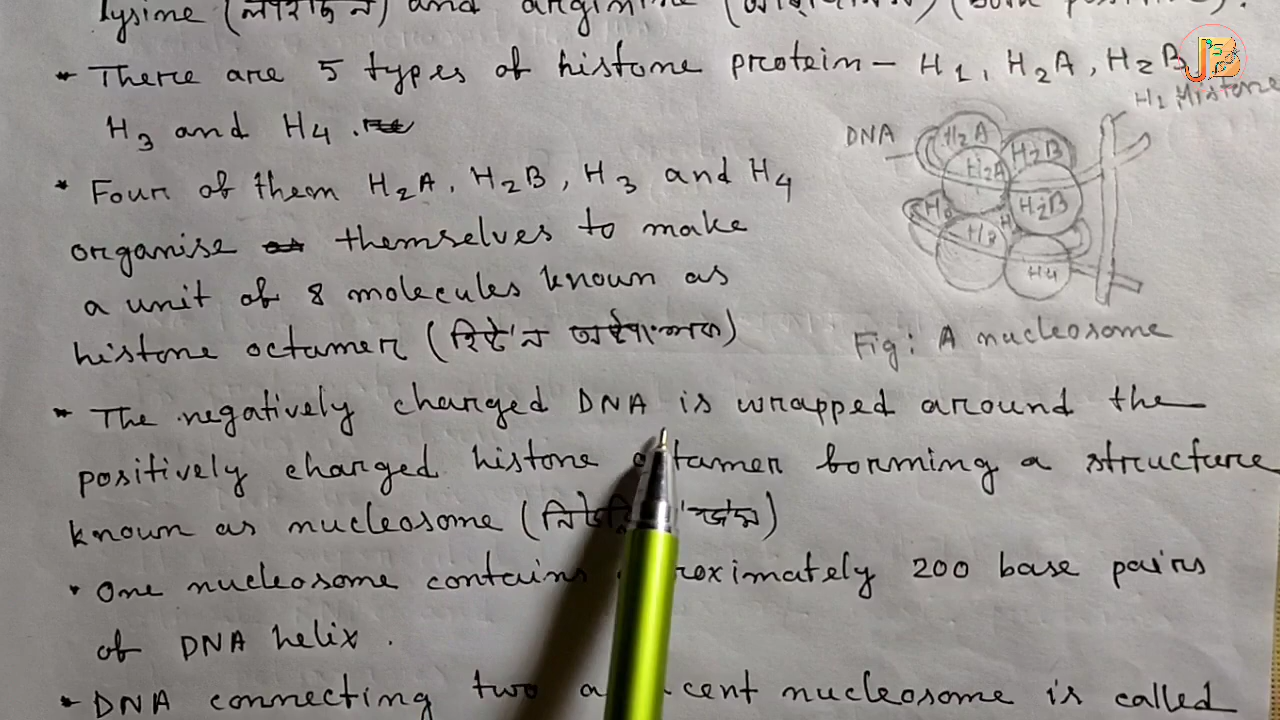 lysine (লাইজিন) and arginine
* There are 5 types of histone protein - H1, H2A, H2B,
H3 and H4.
* Four of them H2A, H2B, H3 and H4
organise themselves to make
a unit of 8 molecules known as
histone octamer (হিস্টোন
H1 Histone
DNA
H2A
H2B
H2A
H2B
H3
H3
H4
Fig: A nucleosome
* The negatively charged DNA is wrapped around the
positively charged histone octamer forming a structure
known as nucleosome
* One nucleosome contains approximately 200 base pairs
of DNA helix.
* DNA connecting two adjacent nucleosome is called